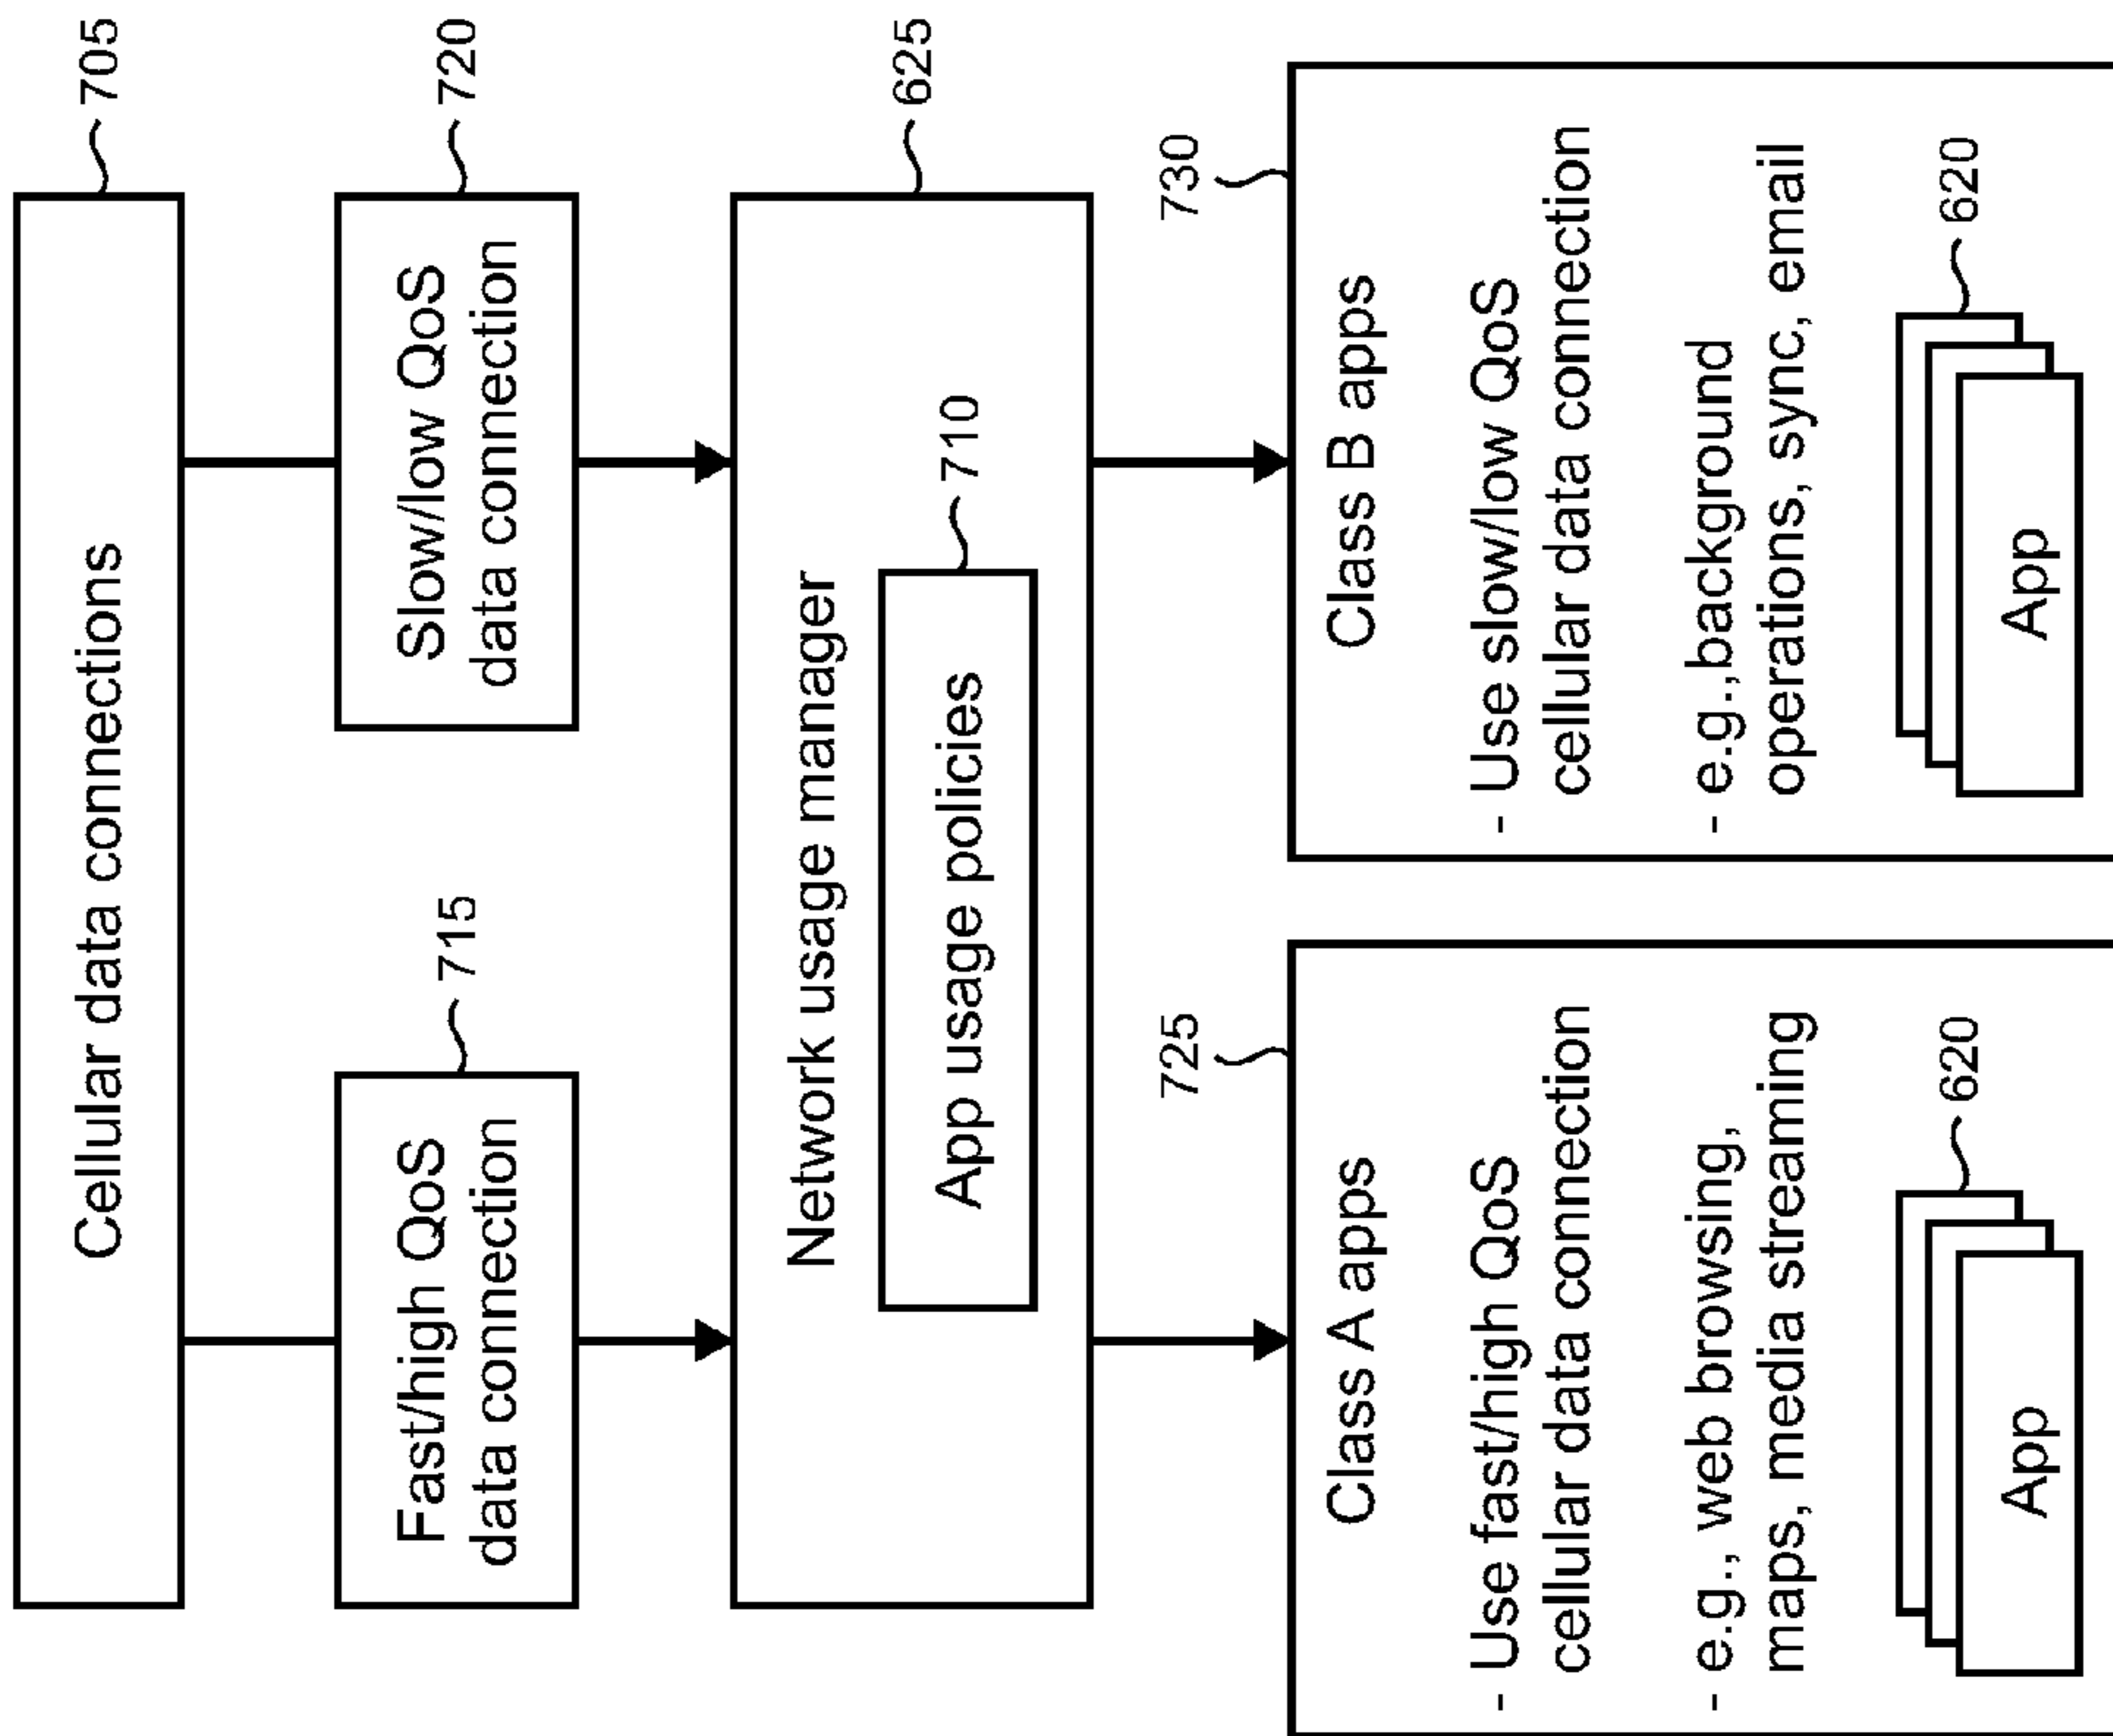 Cellular data connections
705
Fast/high QoS
data connection
715
Slow/low QoS
data connection
720
Network usage manager
625
App usage policies
710
725
Class A apps
- Use fast/high QoS
cellular data connection
- e.g., web browsing,
maps, media streaming
620
App
730
Class B apps
- Use slow/low QoS
cellular data connection
- e.g.,background
operations, sync, email
620
App